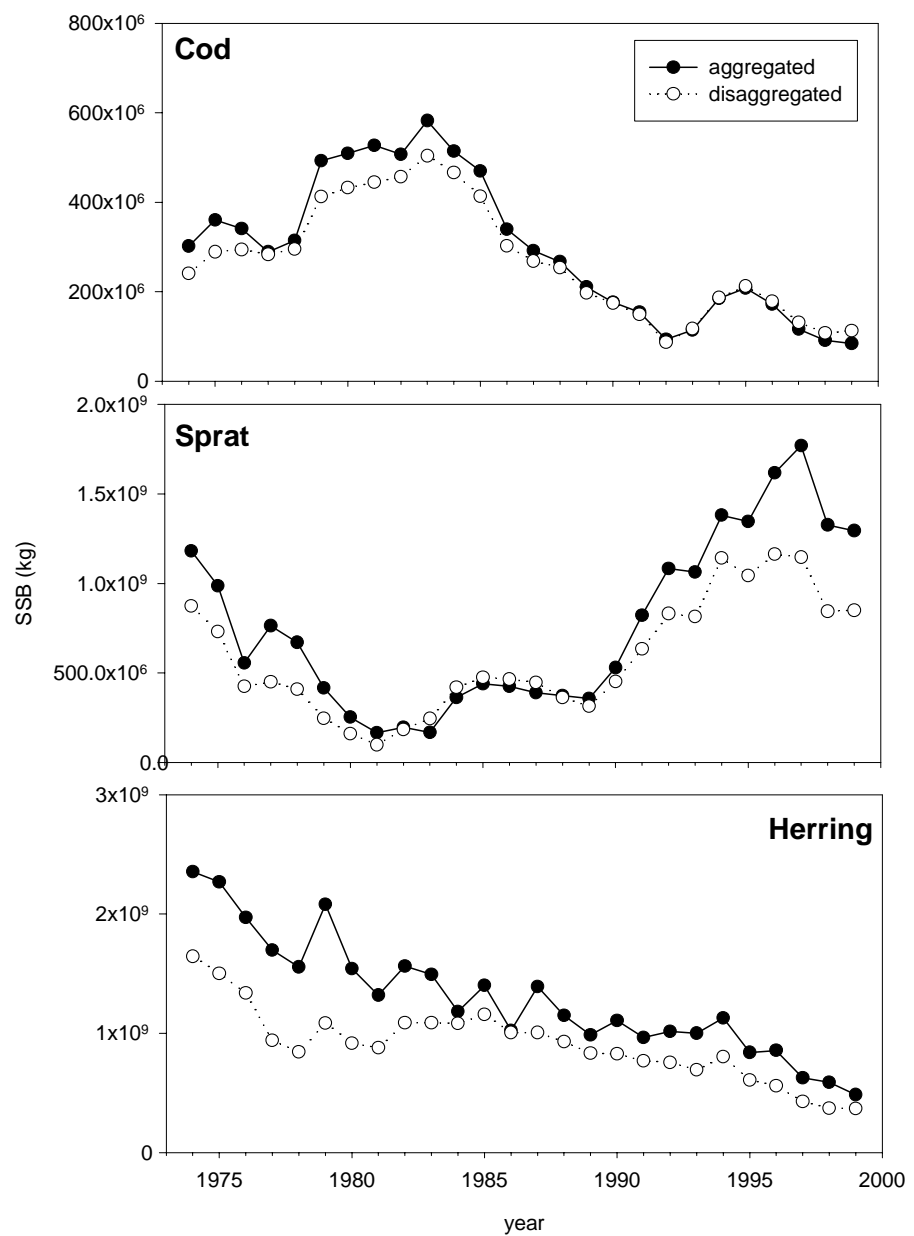 800x10⁶
Cod
aggregated
disaggregated
600x10⁶
400x10⁶
200x10⁶
0
2.0x10⁹
Sprat
1.5x10⁹
SSB (kg)
1.0x10⁹
500.0x10⁶
0.0
3x10⁹
Herring
2x10⁹
1x10⁹
0
1975 1980 1985 1990 1995 2000
year